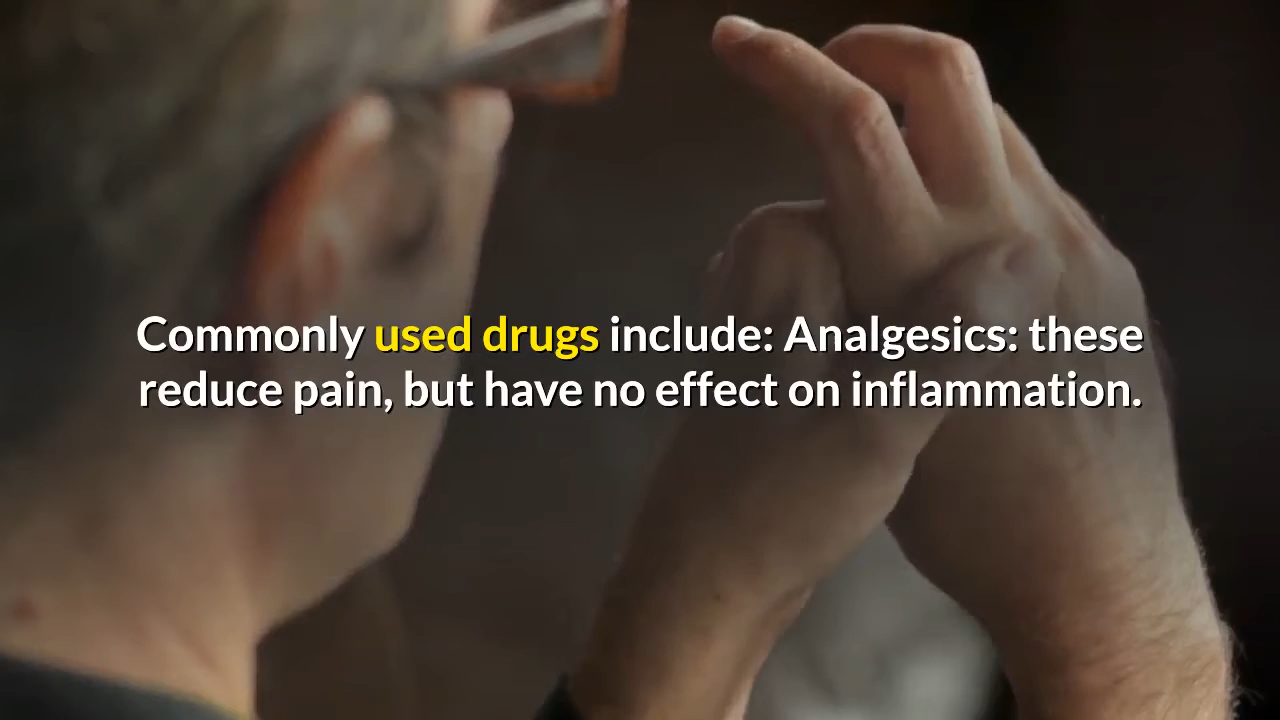 Commonly used drugs include: Analgesics: these
reduce pain, but have no effect on inflammation.